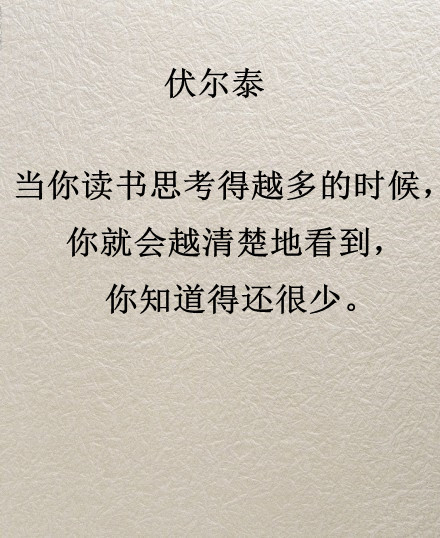 伏尔泰
当你读书思考得越多的时候，
你就会越清楚地看到，
你知道得还很少。